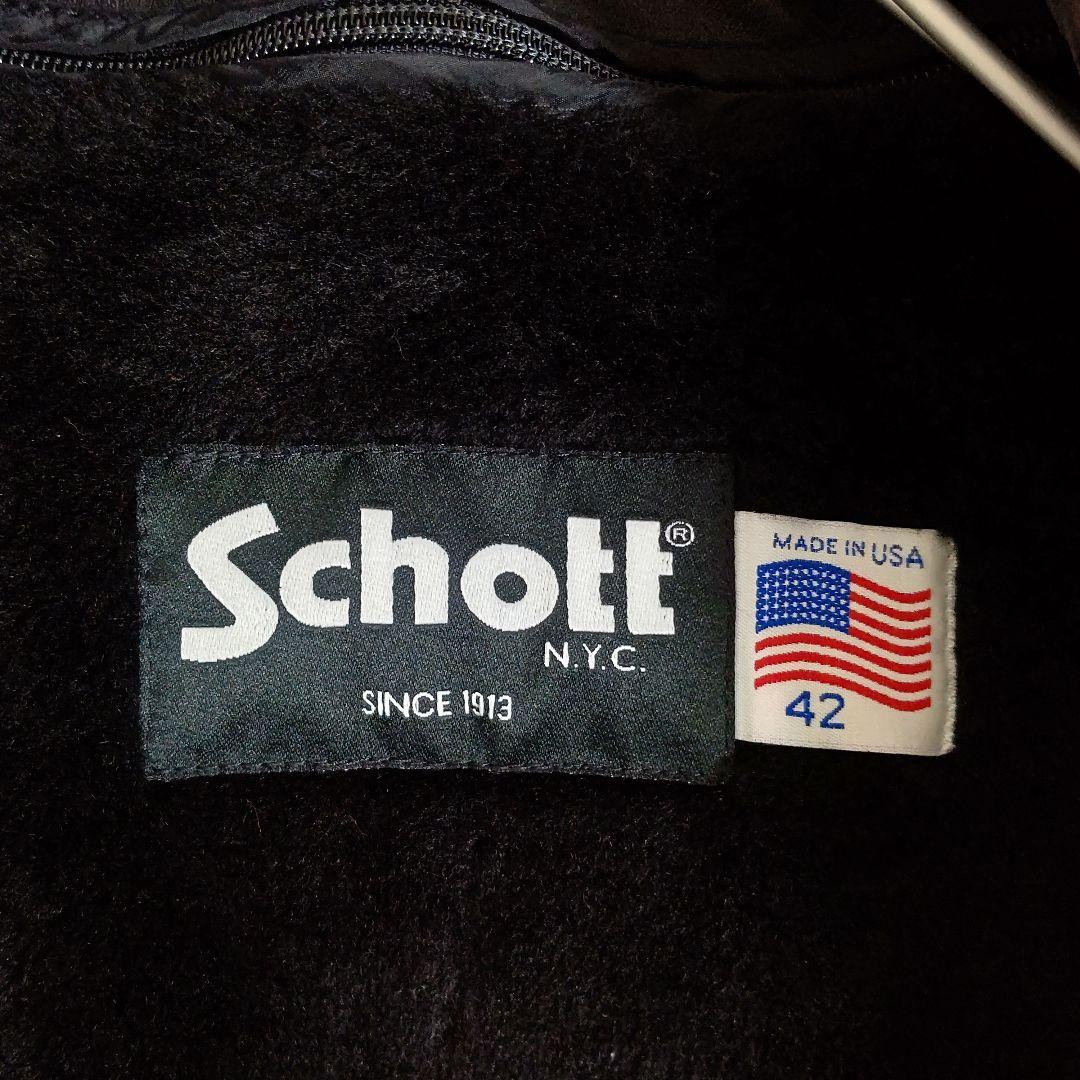 Schott®
N.Y.C.
SINCE 1913
MADE IN USA
42